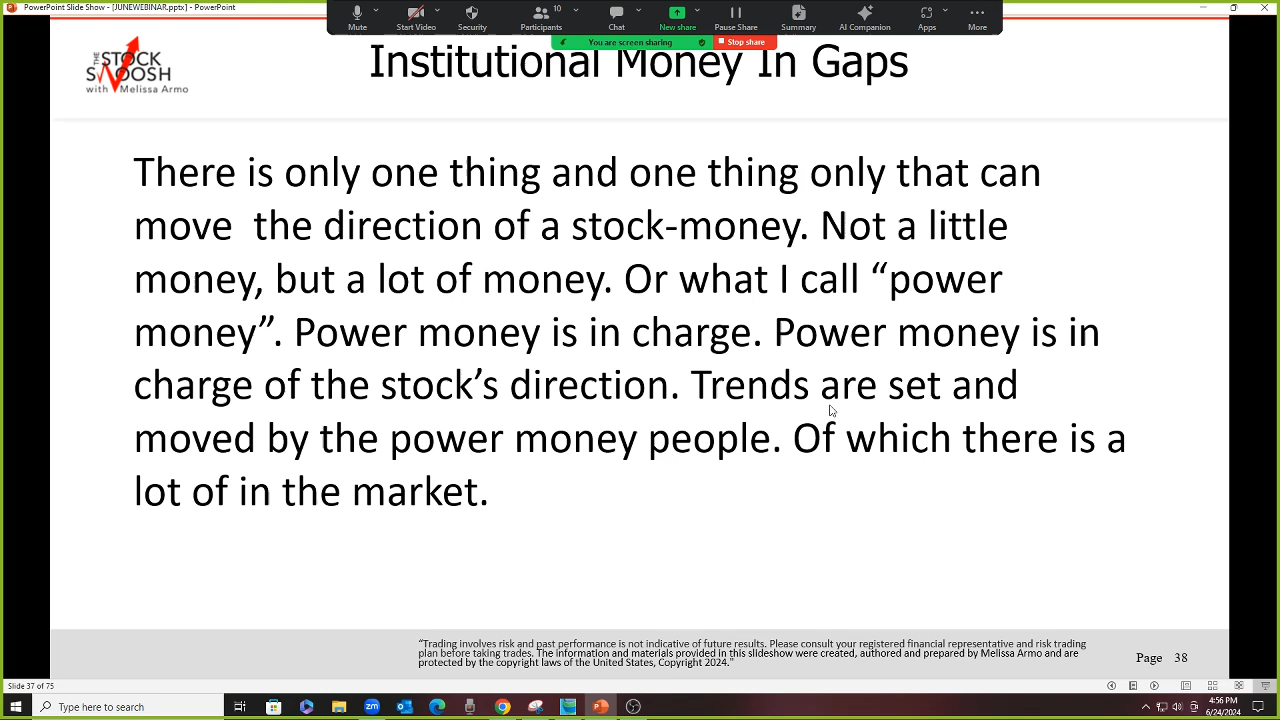 PowerPoint Slide Show - [JUNEWEBINAR.pptx] - PowerPoint
Mute
Start Video
Security
Participants
10
Chat
New share
Pause Share
Summary
AI Companion
Apps
More
You are screen sharing
Stop share
THE STOCK SWOOSH
with Melissa Armo
Institutional Money In Gaps
There is only one thing and one thing only that can
move  the direction of a stock-money. Not a little
money, but a lot of money. Or what I call “power
money”. Power money is in charge. Power money is in
charge of the stock’s direction. Trends are set and
moved by the power money people. Of which there is a
lot of in the market.
“Trading involves risk and past performance is not indicative of future results. Please consult your registered financial representative and risk trading
plan before taking trades. The information and materials provided in this slideshow were created, authored and prepared by Melissa Armo and are
protected by the copyright laws of the United States, Copyright 2024.”
Page 38
Slide 37 of 75
Type here to search
4:56 PM
6/24/2024